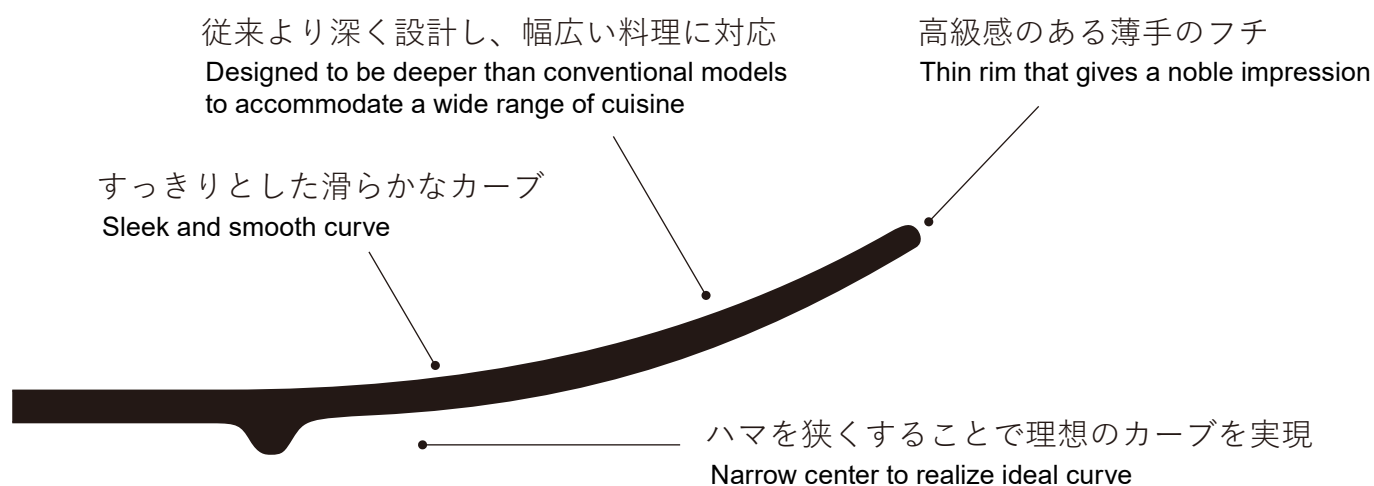 従来より深く設計し、幅広い料理に対応
Designed to be deeper than conventional models
to accommodate a wide range of cuisine
高級感のある薄手のフチ
Thin rim that gives a noble impression
すっきりとした滑らかなカーブ
Sleek and smooth curve
ハマを狭くすることで理想のカーブを実現
Narrow center to realize ideal curve